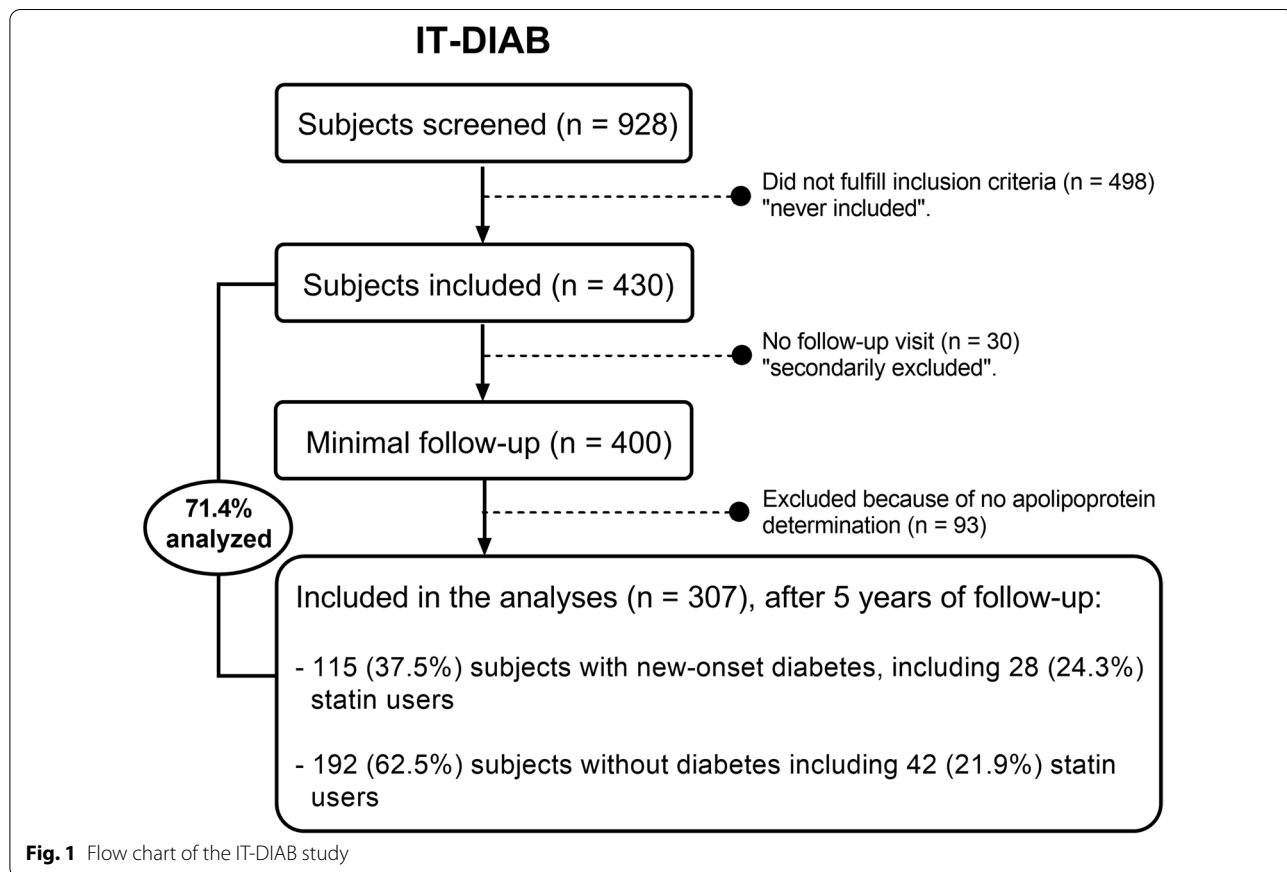 IT-DIAB
Subjects screened (n = 928)
Did not fulfill inclusion criteria (n = 498)
"never included".
Subjects included (n = 430)
No follow-up visit (n = 30)
"secondarily excluded".
Minimal follow-up (n = 400)
Excluded because of no apolipoprotein
determination (n = 93)
71.4%
analyzed
Included in the analyses (n = 307), after 5 years of follow-up:
- 115 (37.5%) subjects with new-onset diabetes, including 28 (24.3%)
statin users
- 192 (62.5%) subjects without diabetes including 42 (21.9%) statin
users
Fig. 1 Flow chart of the IT-DIAB study